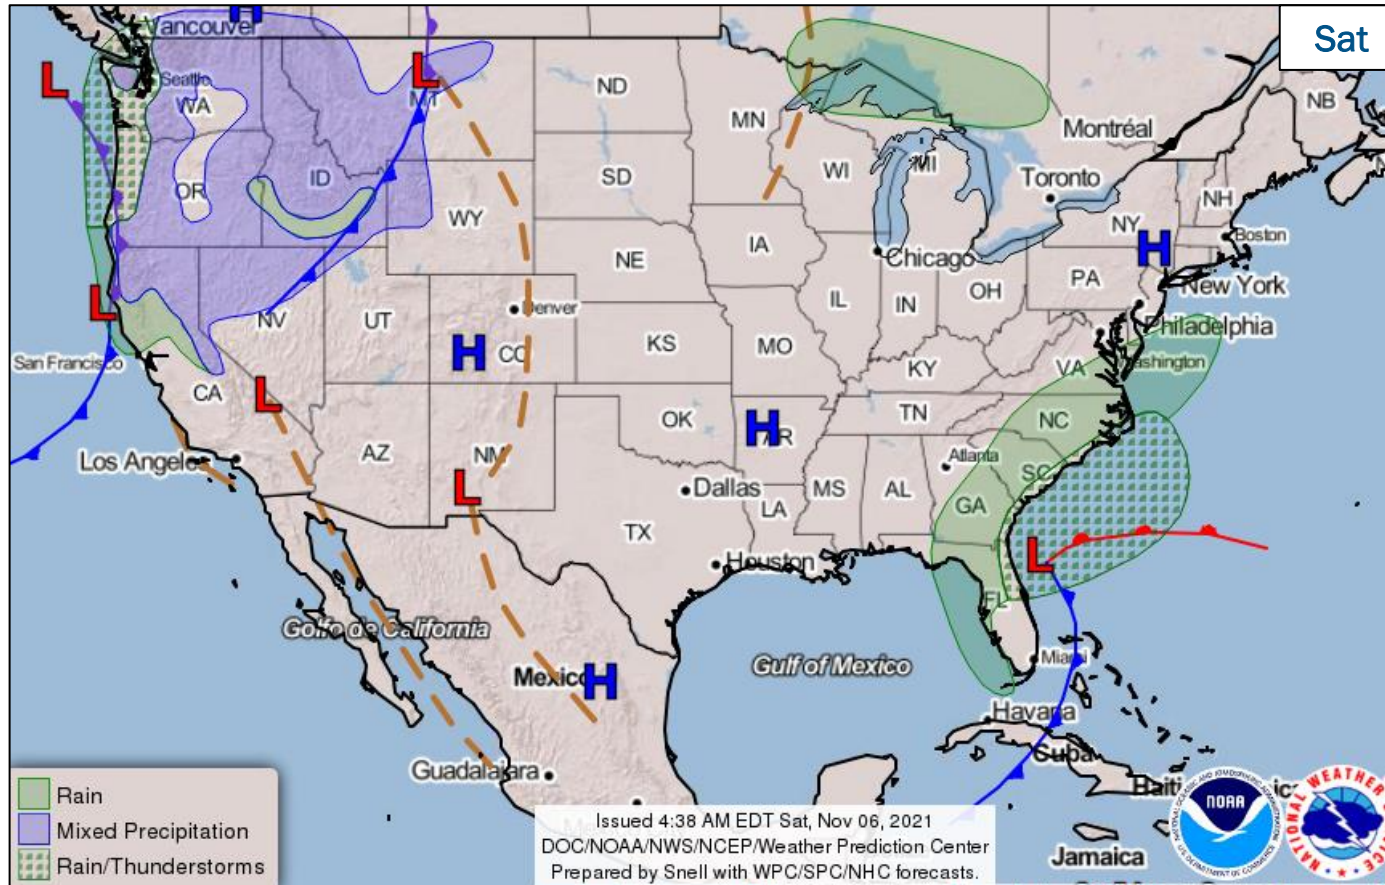 Sat
Vancouver
Seattle
WA
MT
ND
MN
Montréal
NB
OR
ID
SD
WI
MI
Toronto
NH
WY
NY
Boston
IA
NE
Chicago
PA
New York
OH
IL
IN
NV
UT
Denver
CO
KS
MO
Philadelphia
San Francisco
KY
VA
Washington
CA
OK
AR
TN
NC
Los Angeles
AZ
NM
Atlanta
SC
Dallas
MS
AL
GA
LA
TX
Houston
FL
Golfo de California
Mexico
Gulf of Mexico
Miami
Havana
Cuba
Guadalajara
Haiti
Jamaica
L
L
L
L
L
L
H
H
H
H
H
Rain
Mixed Precipitation
Rain/Thunderstorms
Issued 4:38 AM EDT Sat, Nov 06, 2021
DOC/NOAA/NWS/NCEP/Weather Prediction Center
Prepared by Snell with WPC/SPC/NHC forecasts.
NOAA
NATIONAL WEATHER